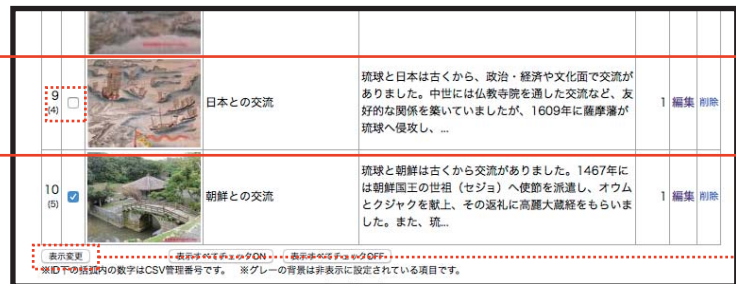 9
(4)
日本との交流
琉球と日本は古くから、政治・経済や文化面で交流が
ありました。中世には仏教寺院を通した交流など、友
好的な関係を築いていましたが、1609年に薩摩藩が
琉球へ侵攻し、...
1 編集 削除
10
(5)
朝鮮との交流
琉球と朝鮮は古くから交流がありました。1467年に
は朝鮮国王の世祖（セジョ）へ使節を派遣し、オウム
とクジャクを献上、その返礼に高麗大蔵経をもらいま
した。また、琉...
1 編集 削除
表示変更 表示すべてチェックON 表示すべてチェックOFF
※IDの下の括弧内の数字はCSV管理番号です。 ※グレーの背景は非表示に設定されている項目です。